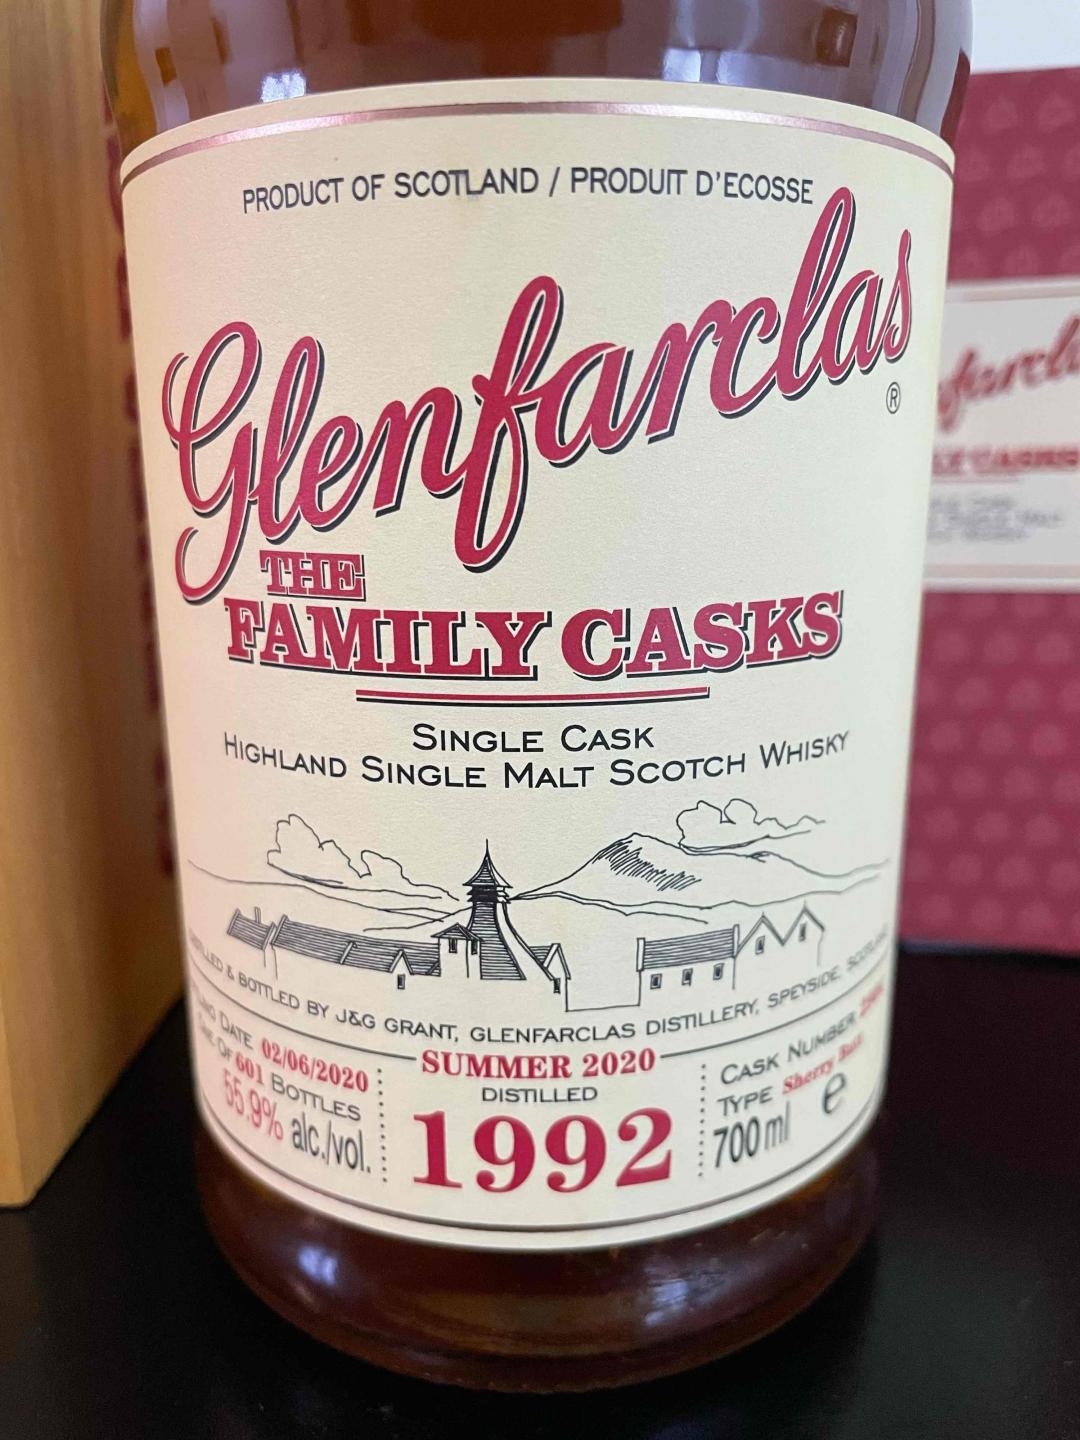 PRODUCT OF SCOTLAND / PRODUIT D'ECOSSE
Glenfarclas
®
THE
FAMILY CASKS
SINGLE CASK
HIGHLAND SINGLE MALT SCOTCH WHISKY
& BOTTLED BY J&G GRANT, GLENFARCLAS DISTILLERY, SPEYSIDE,
DATE 02/06/2020
OF 601 BOTTLES
55.9% alc./vol.
SUMMER 2020
DISTILLED
1992
CASK NUMBER
TYPE Sherry
700ml e
CASKS